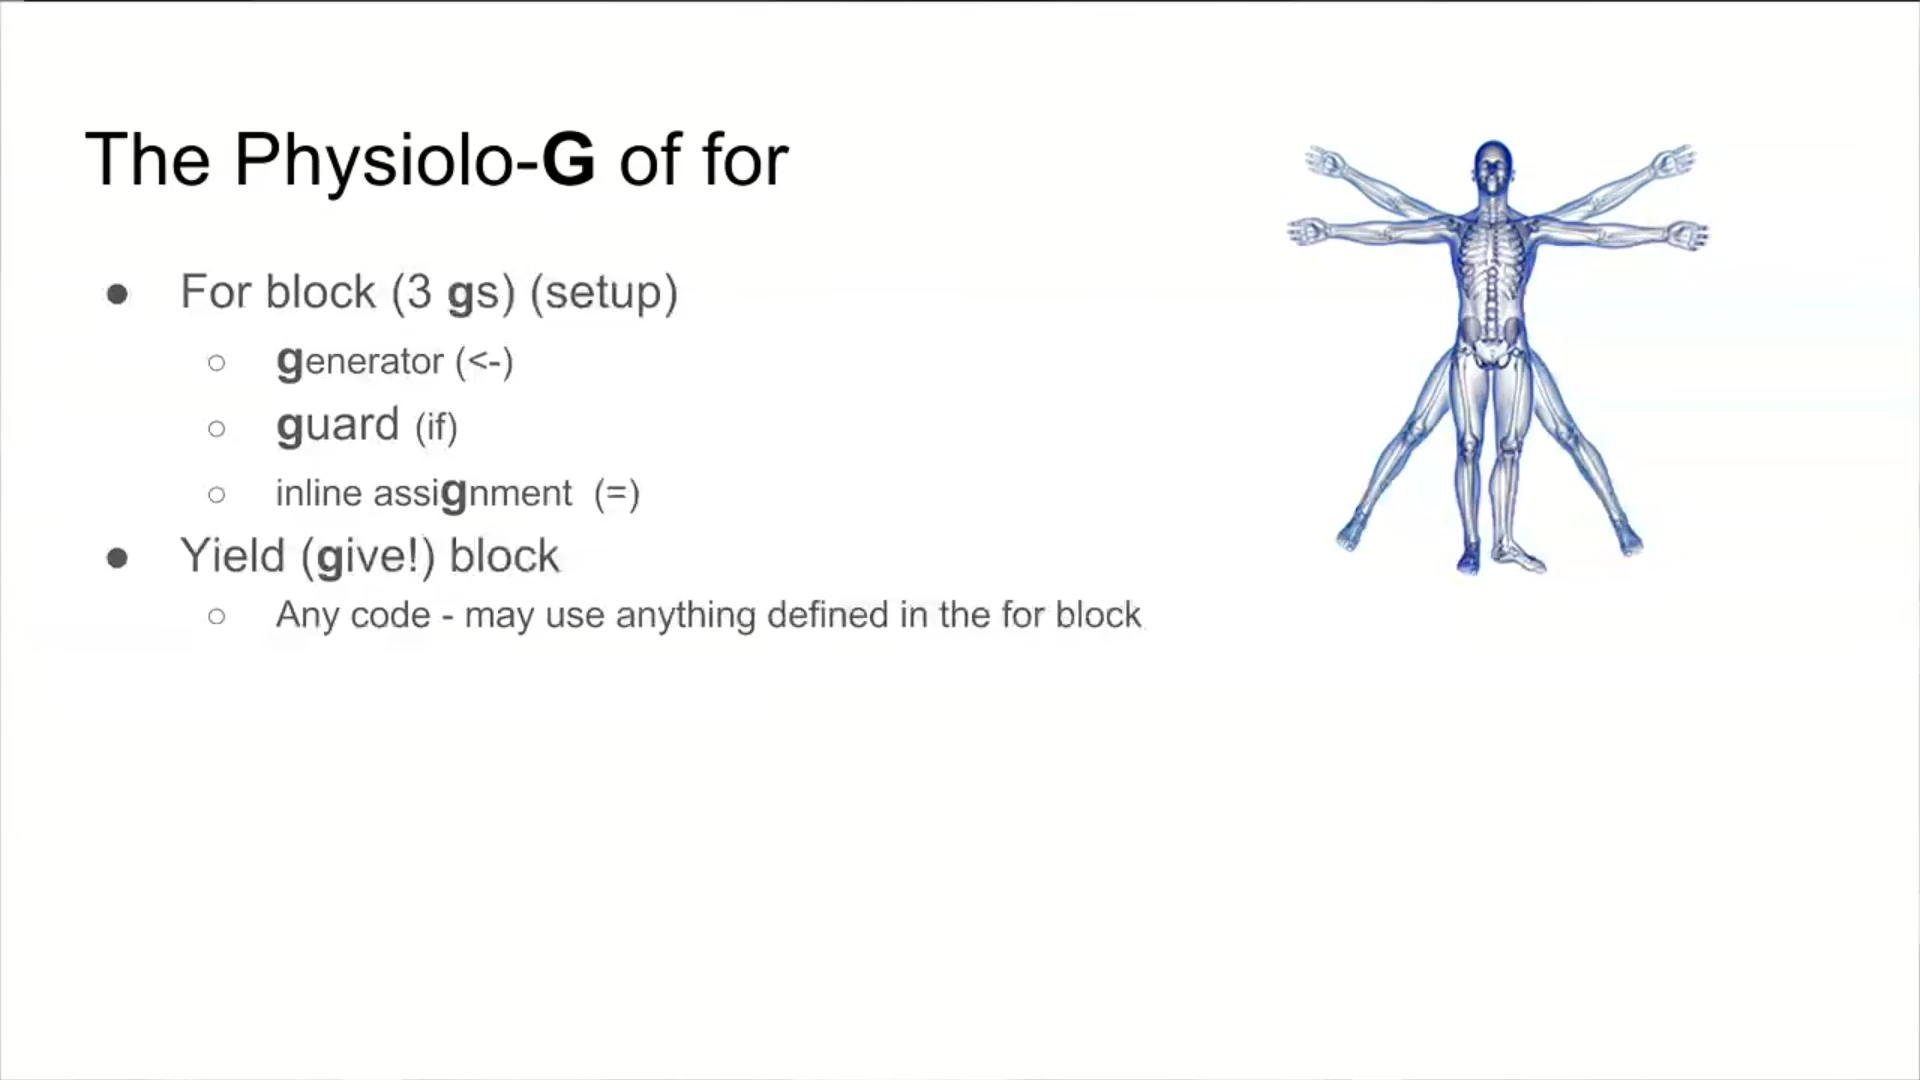 The Physiolo-G of for
● For block (3 gs) (setup)
○ generator (<-)
○ guard (if)
○ inline assignment (=)
● Yield (give!) block
○ Any code - may use anything defined in the for block